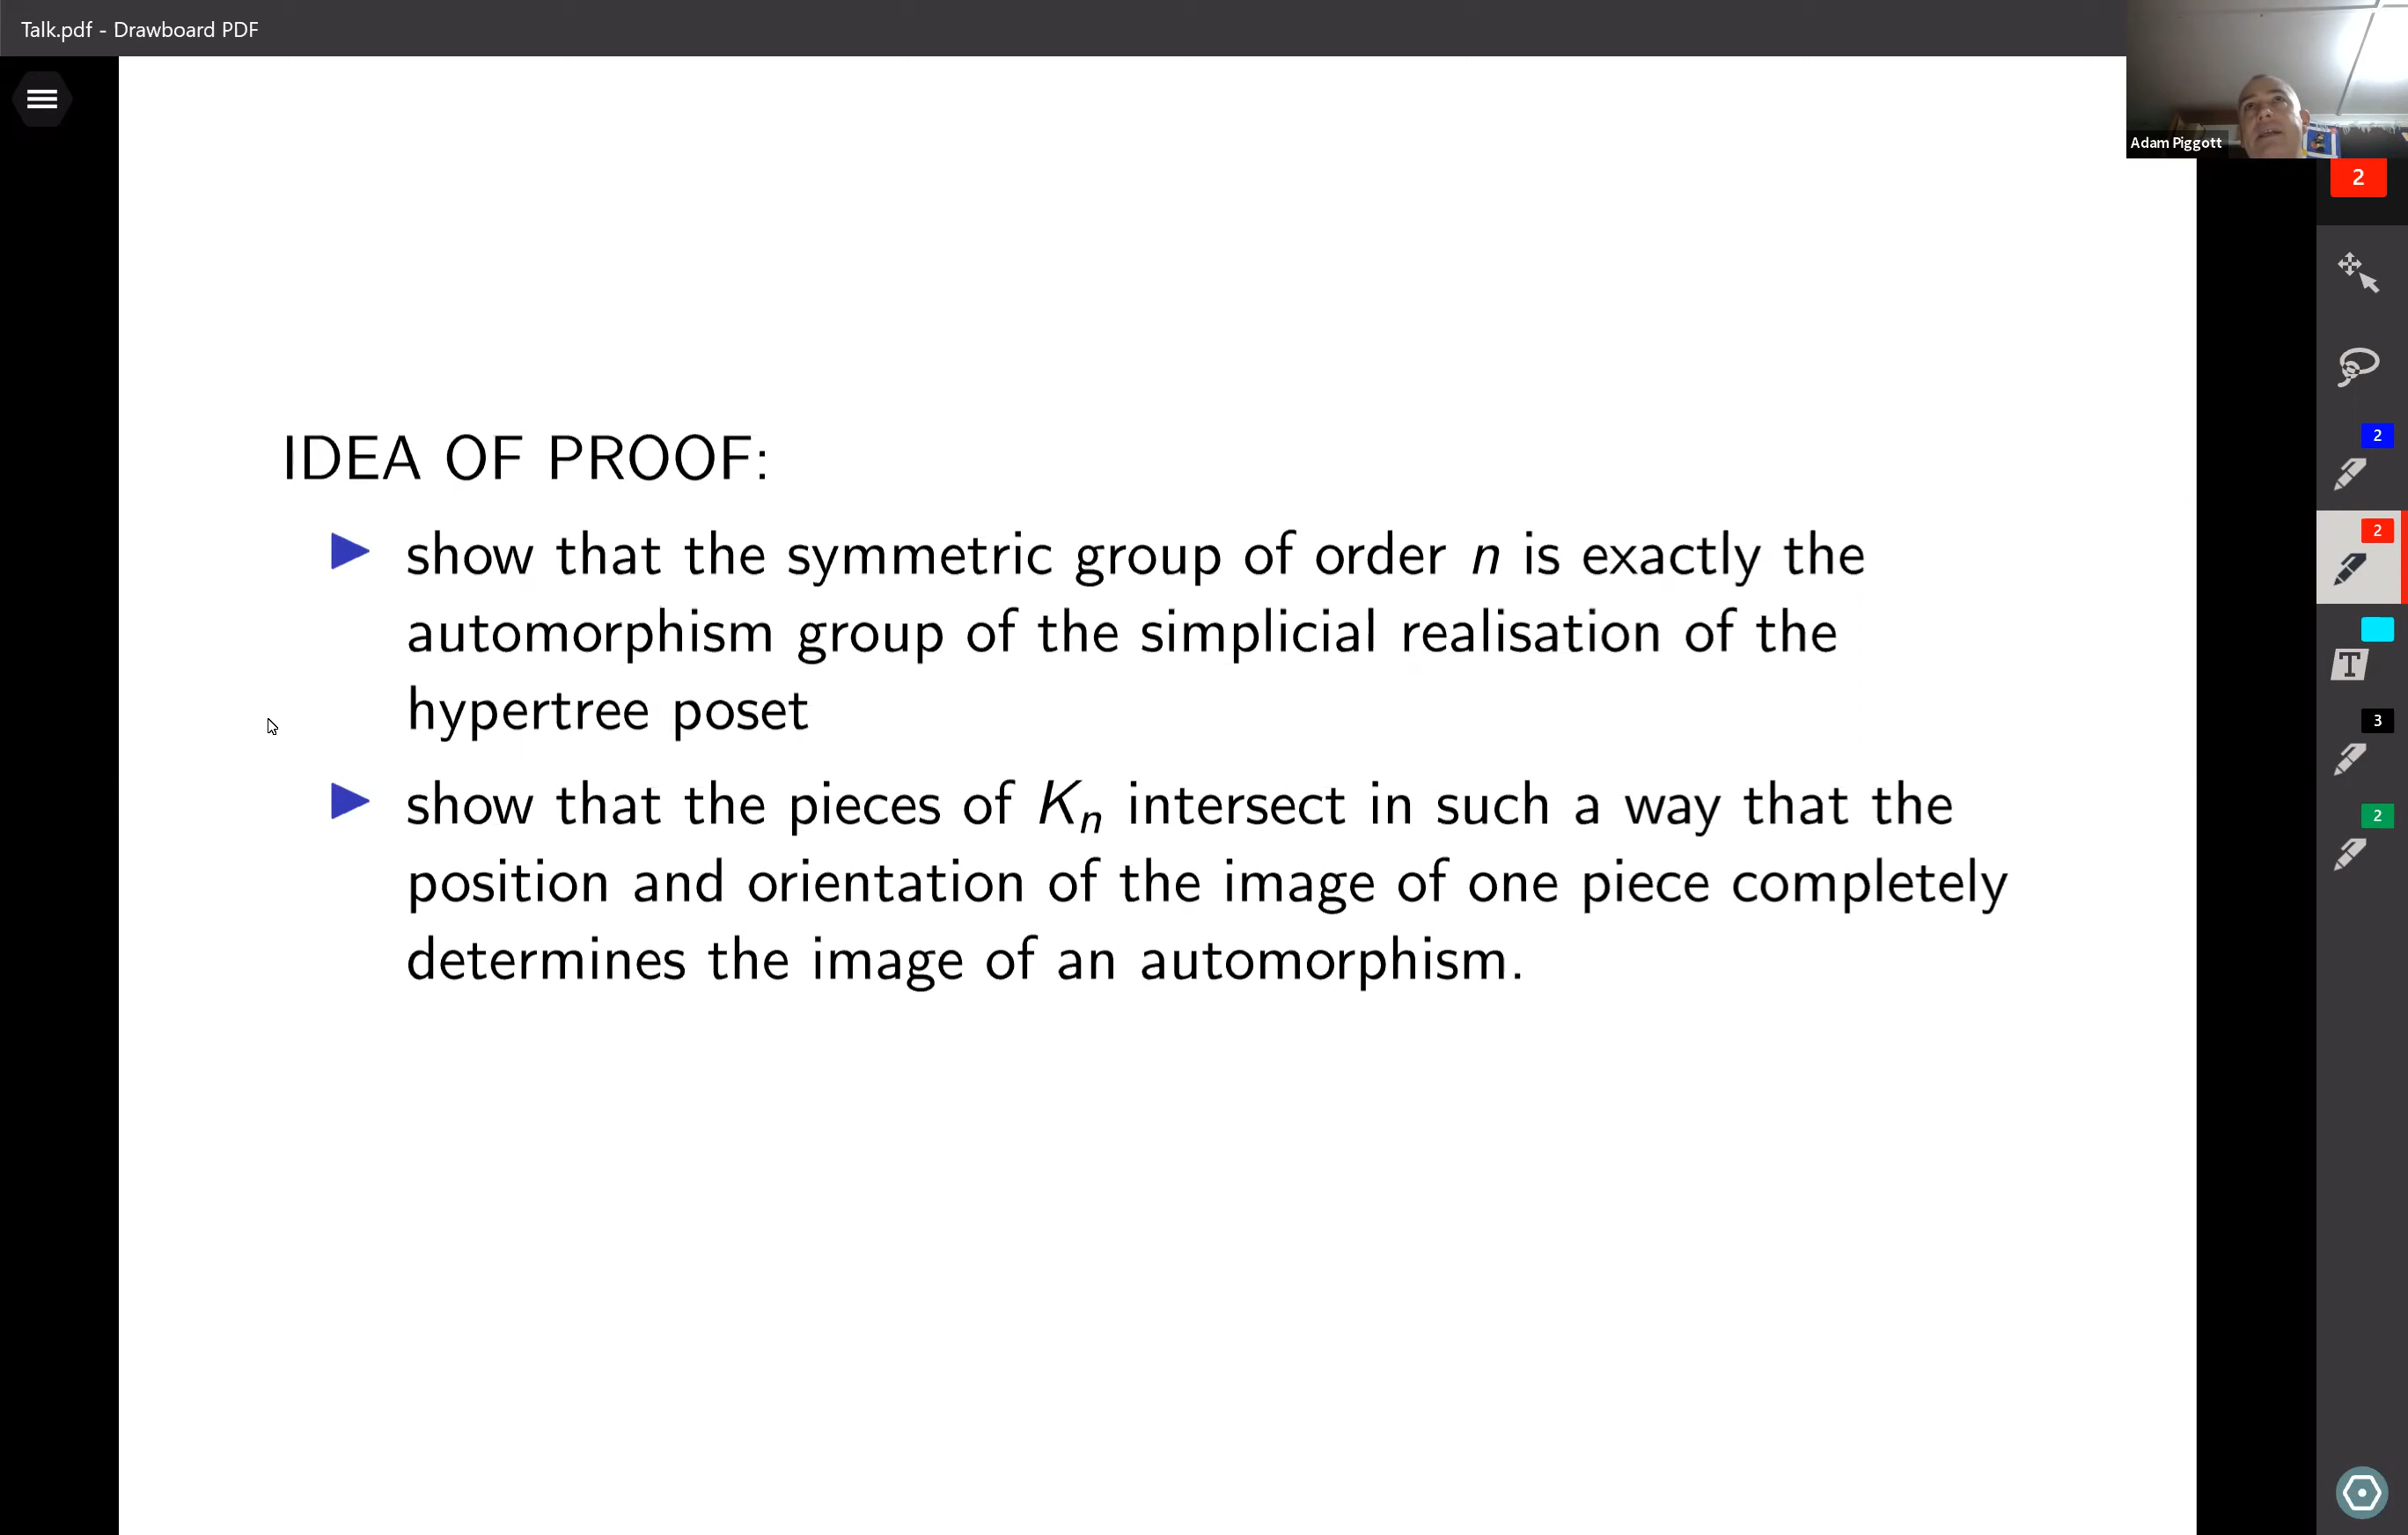 Talk.pdf - Drawboard PDF
Adam Piggott
2
IDEA OF PROOF:
2
show that the symmetric group of order n is exactly the
2
automorphism group of the simplicial realisation of the
T
hypertree poset
3
show that the pieces of Kₙ intersect in such a way that the
2
position and orientation of the image of one piece completely
determines the image of an automorphism.